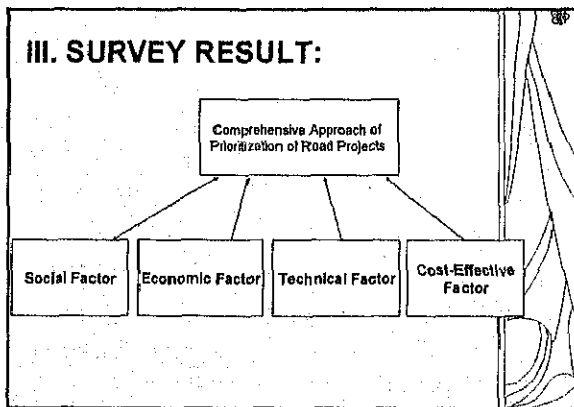 III. SURVEY RESULT:
Comprehensive Approach of
Prioritization of Road Projects
Social Factor
Economic Factor
Technical Factor
Cost-Effective
Factor